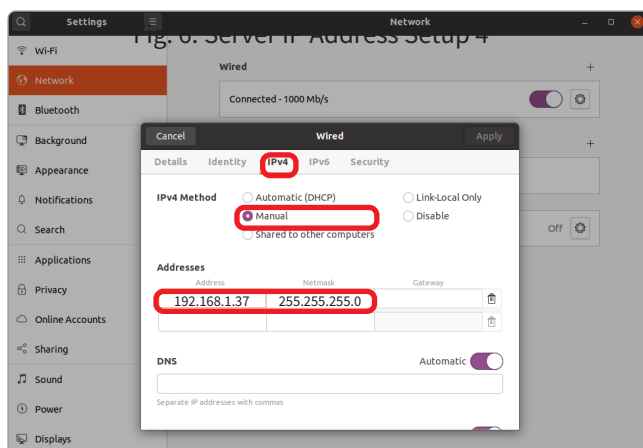 Settings
Network
Fig. 6. Server IP Address Setup 4
Wi-Fi
Network
Bluetooth
Background
Appearance
Notifications
Search
Applications
Privacy
Online Accounts
Sharing
Sound
Power
Displays
Wired
Connected - 1000 Mb/s
Off
Cancel
Wired
Apply
Details Identity IPv4 IPv6 Security
IPv4 Method
Automatic (DHCP)
Link-Local Only
Manual
Disable
Shared to other computers
Addresses
Address Netmask Gateway
192.168.1.37 255.255.255.0
DNS
Automatic
Separate IP addresses with commas